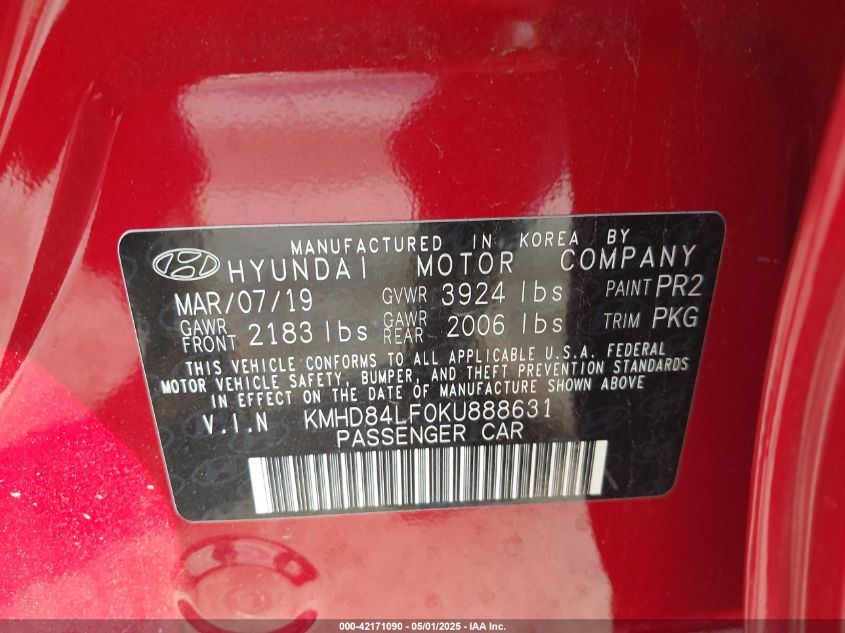 MANUFACTURED IN KOREA BY
HYUNDAI MOTOR COMPANY
MAR/07/19 GVWR 3924 lbs PAINT PR2
GAWR FRONT 2183 lbs GAWR REAR 2006 lbs TRIM PKG
THIS VEHICLE CONFORMS TO ALL APPLICABLE U.S.A. FEDERAL
MOTOR VEHICLE SAFETY, BUMPER, AND THEFT PREVENTION STANDARDS
IN EFFECT ON THE DATE OF MANUFACTURE SHOWN ABOVE
V.I.N KMHD84LF0KU888631
PASSENGER CAR
000-42171090 - 05/01/2025 - IAA Inc.